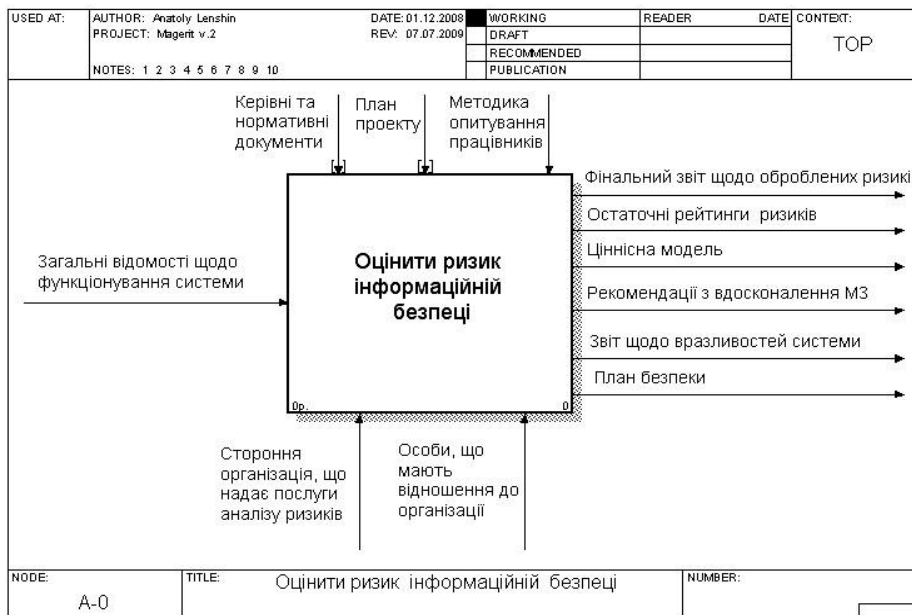 USED AT:
AUTHOR: Anatoly Lenshin
DATE: 01.12.2008
WORKING
READER
DATE
CONTEXT:
PROJECT: Magerit v.2
REV: 07.07.2009
DRAFT
TOP
RECOMMENDED
NOTES: 1 2 3 4 5 6 7 8 9 10
PUBLICATION
Керівні та
нормативні
документи
План
проекту
Методика
опитування
працівників
Загальні відомості щодо
функціонування системи
Оцінити ризик
інформаційній
безпеці
0р.
0
Фінальний звіт щодо оброблених ризикі
Остаточні рейтинги ризиків
Ціннісна модель
Рекомендації з вдосконалення МЗ
Звіт щодо вразливостей системи
План безпеки
Стороння
організація, що
надає послуги
аналізу ризиків
Особи, що
мають
відношення до
організації
NODE:
A-0
TITLE:
Оцінити ризик інформаційній безпеці
NUMBER: